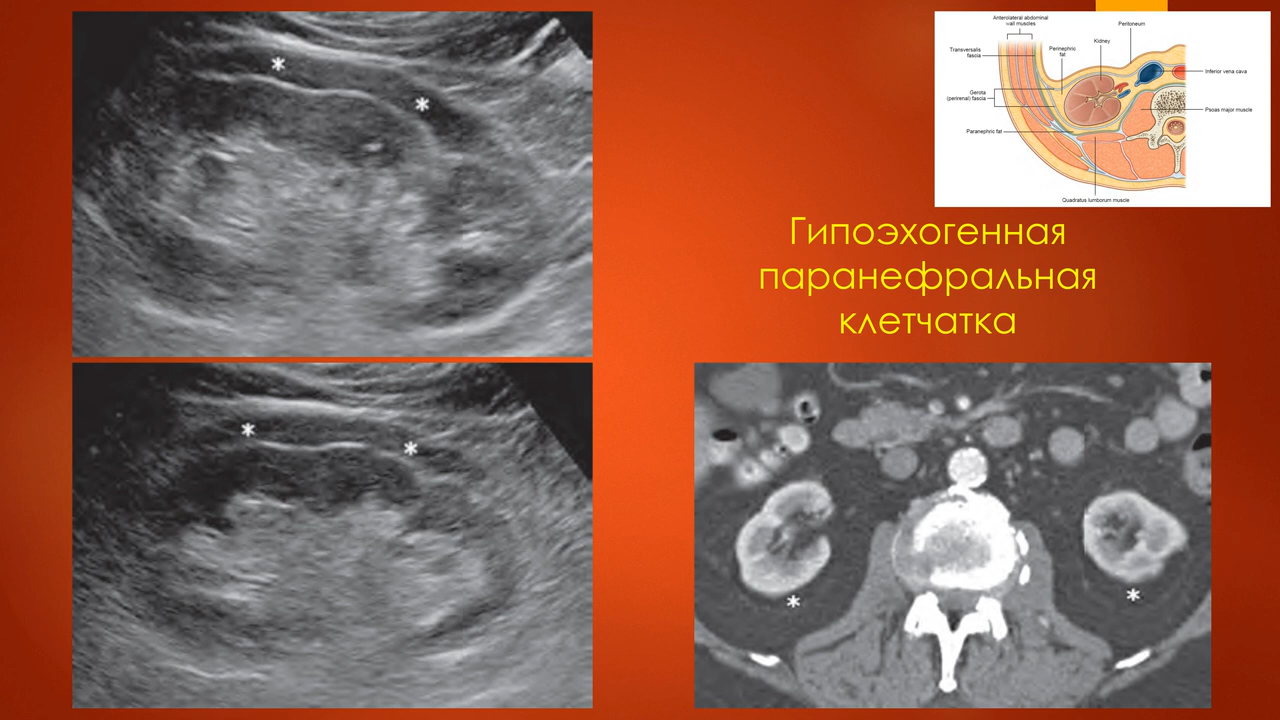 Anterolateral abdominal
wall muscles
Peritoneum
Transversalis
fascia
Perinephric
fat
Kidney
Inferior vena cava
Gerota
(perirenal) fascia
Psoas major muscle
Paranephric fat
Quadratus lumborum muscle
Гипоэхогенная
паранефральная
клетчатка